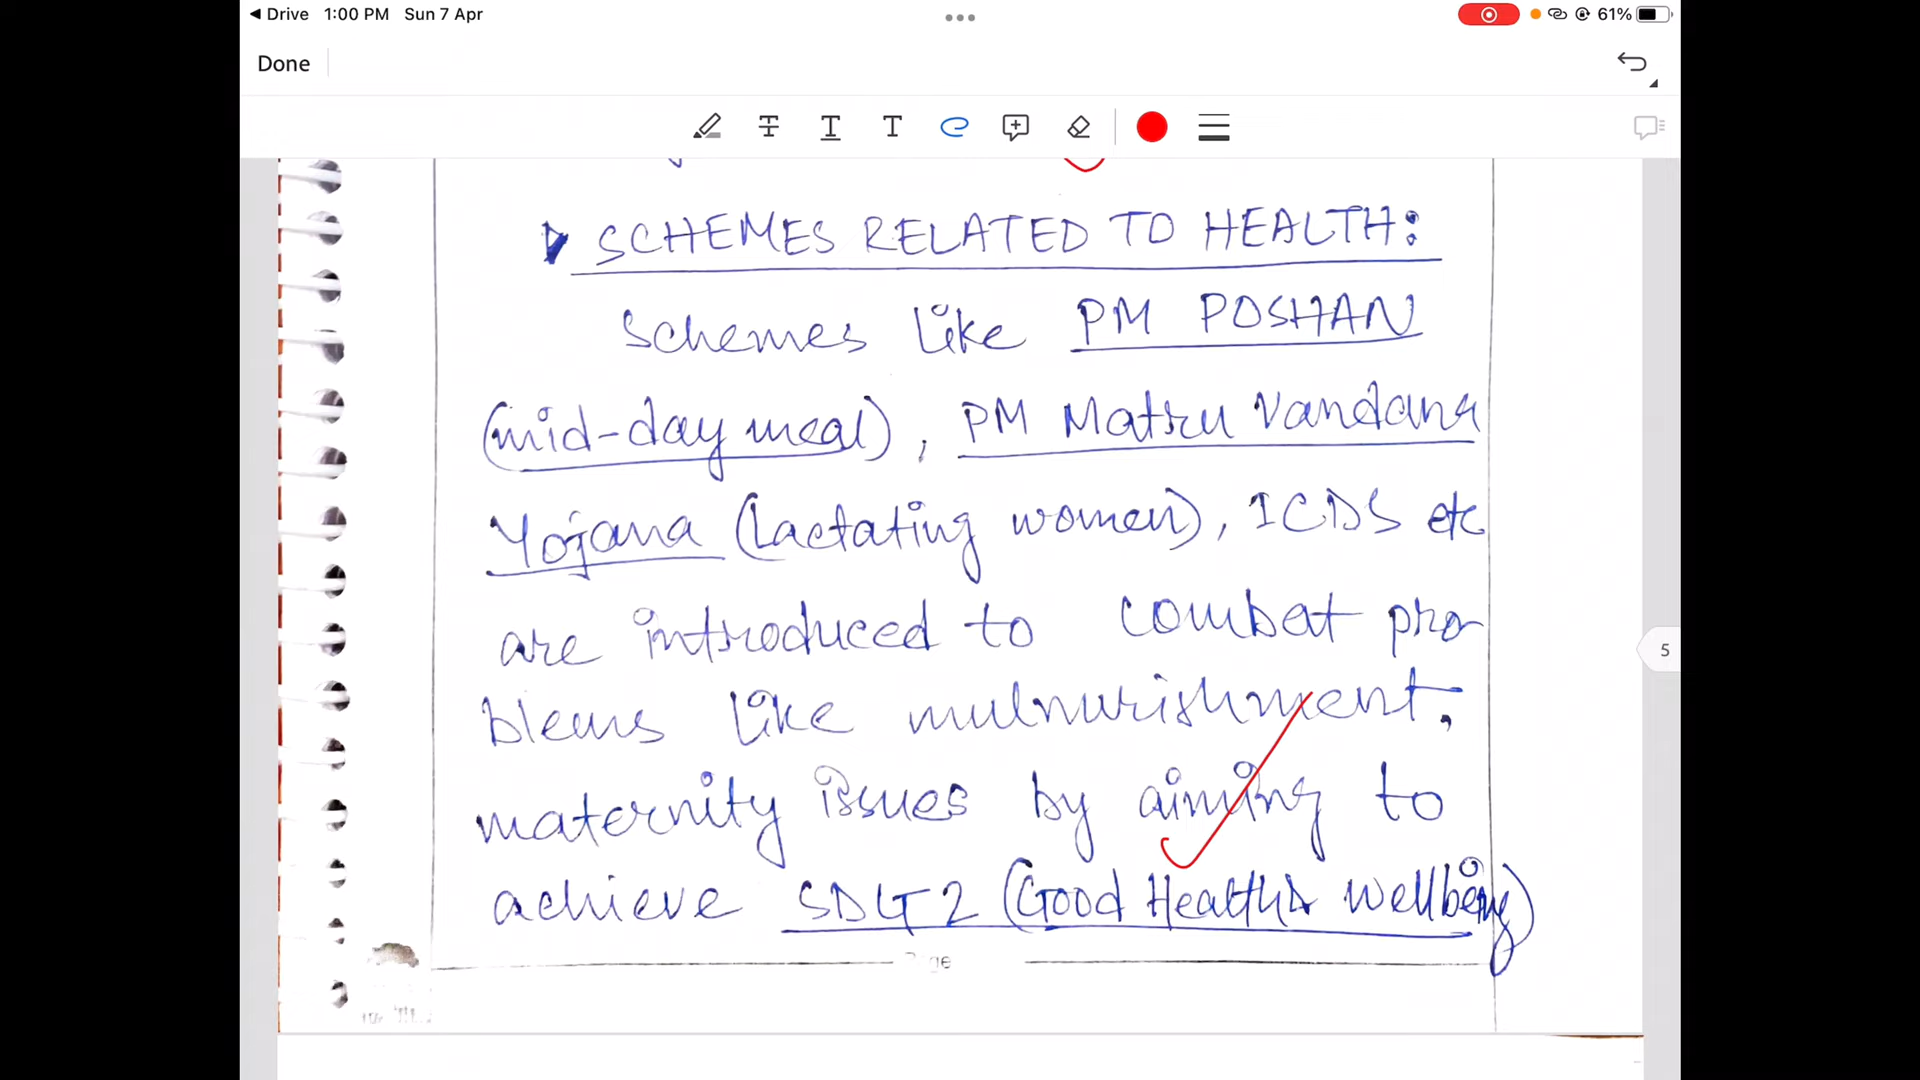 Drive 1:00 PM Sun 7 Apr 61%
Done
SCHEMES RELATED TO HEALTH:
Schemes like PM POSHAN
(mid-day meal), PM Matru Vandana
Yojana (Lactating women), ICDS etc
are introduced to combat pro
blems like mulnurishment.
maternity issues by aiming to
achieve SDG 2 (Good Health & Wellbeing)
5